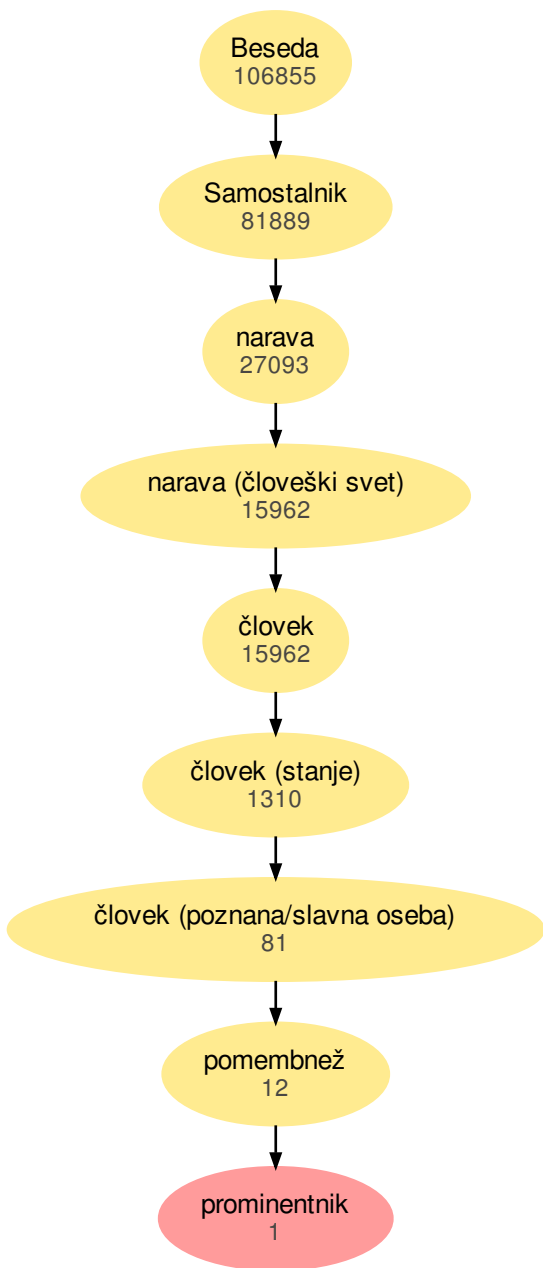 Beseda
106855
Samostalnik
81889
narava
27093
narava (človeški svet)
15962
človek
15962
človek (stanje)
1310
človek (poznana/slavna oseba)
81
pomembnež
12
prominentnik
1